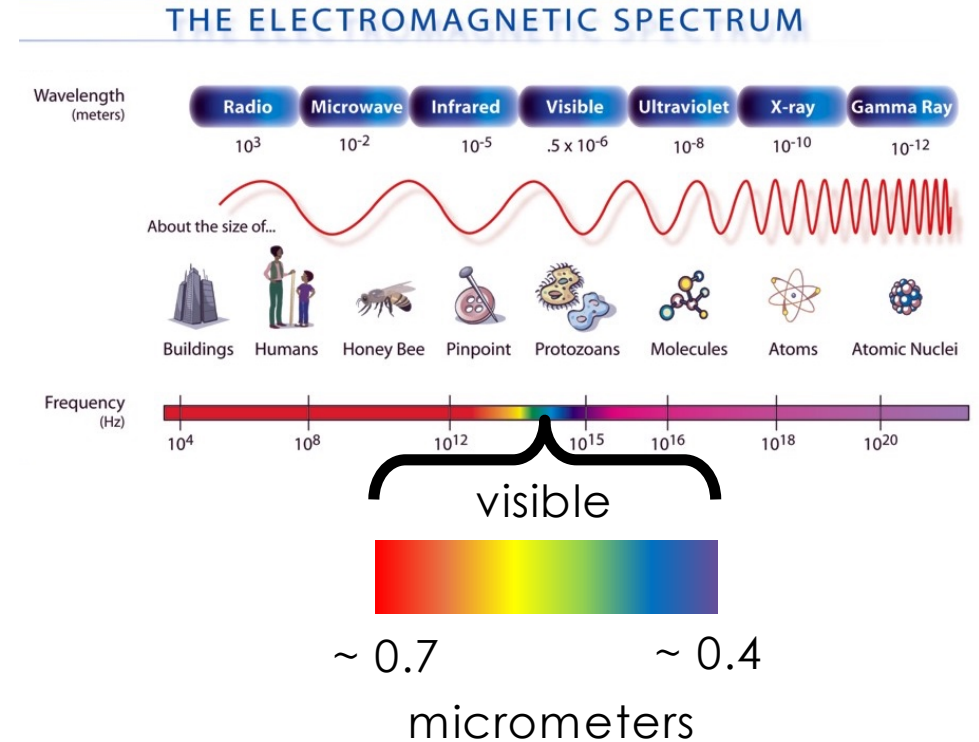 THE ELECTROMAGNETIC SPECTRUM
Wavelength
(meters)
Radio Microwave Infrared Visible Ultraviolet X-ray Gamma Ray
10³ 10⁻² 10⁻⁵ .5 x 10⁻⁶ 10⁻⁸ 10⁻¹⁰ 10⁻¹²
About the size of...
Buildings Humans Honey Bee Pinpoint Protozoans Molecules Atoms Atomic Nuclei
Frequency
(Hz)
10⁴ 10⁸ 10¹² 10¹⁵ 10¹⁶ 10¹⁸ 10²⁰
visible
~ 0.7 ~ 0.4
micrometers